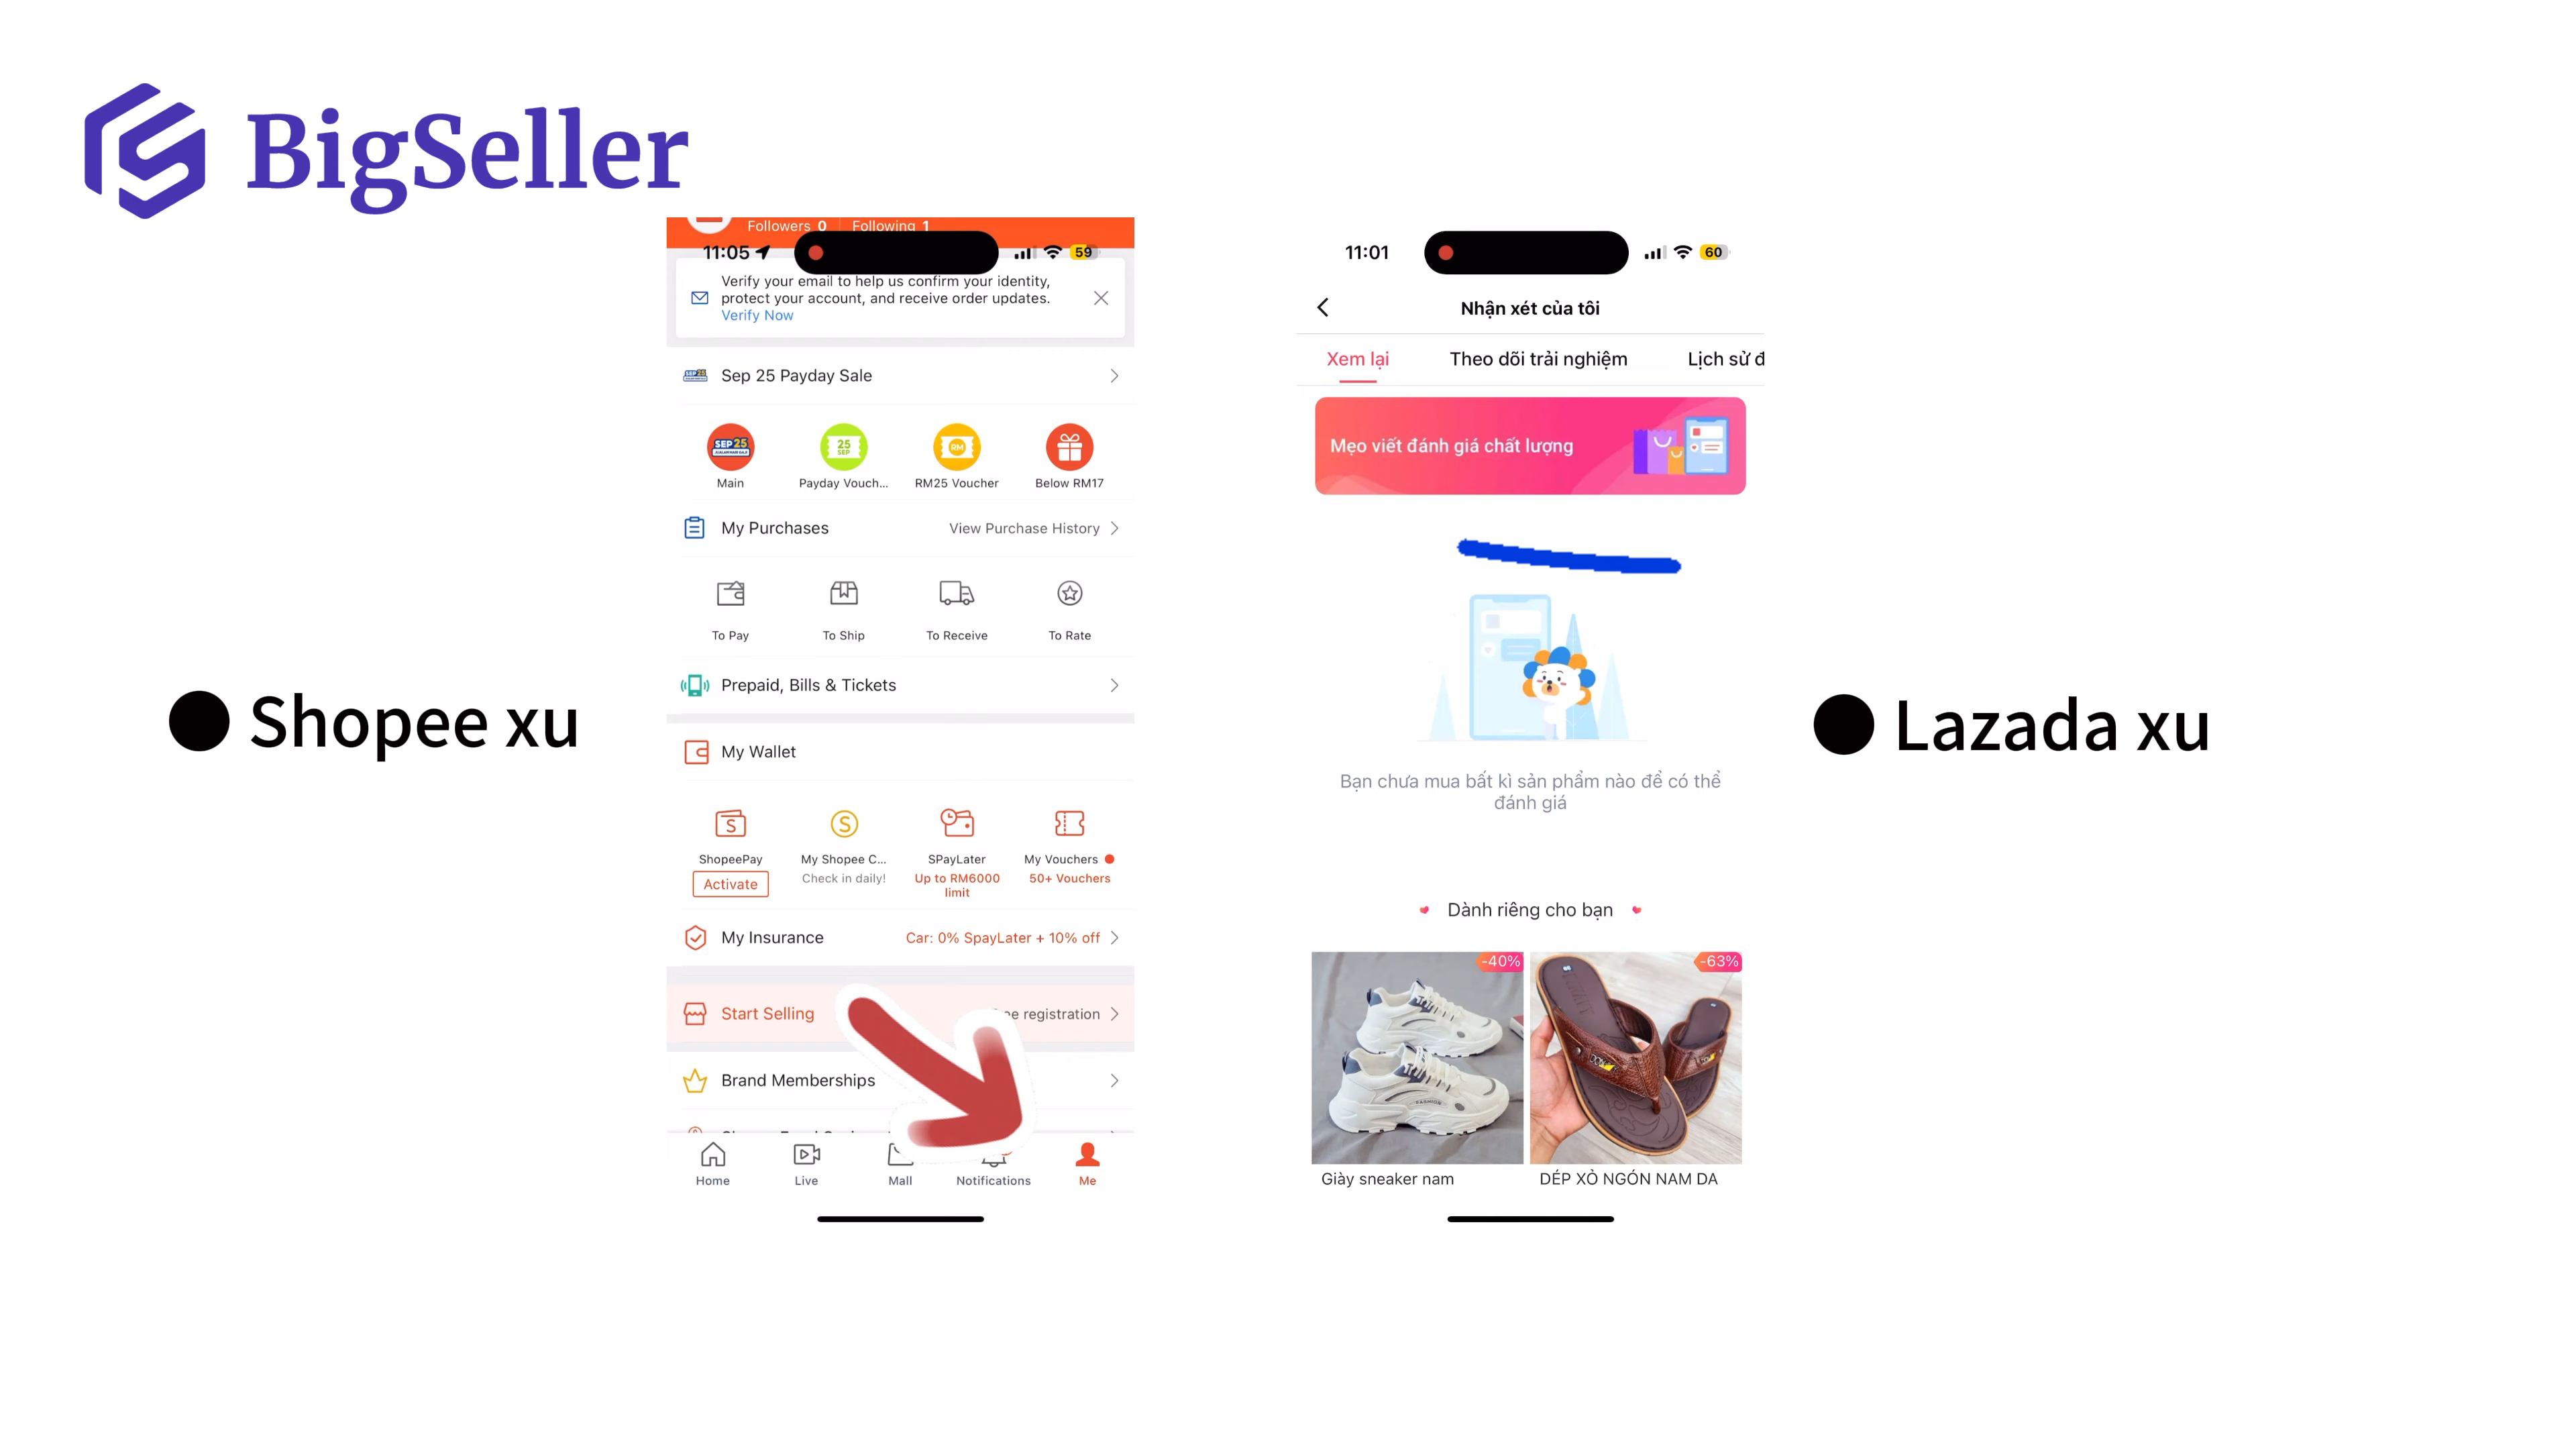 BigSeller
Shopee xu
Followers 0 Following 1
11:05
59
Verify your email to help us confirm your identity,
protect your account, and receive order updates.
Verify Now
Sep 25 Payday Sale
SEP 25
25
SEP
RM
Main
Payday Vouch...
RM25 Voucher
Below RM17
My Purchases
View Purchase History
To Pay
To Ship
To Receive
To Rate
Prepaid, Bills & Tickets
My Wallet
ShopeePay
Activate
My Shopee C...
Check in daily!
SPayLater
Up to RM6000
limit
My Vouchers
50+ Vouchers
My Insurance
Car: 0% SpayLater + 10% off
Start Selling
registration
Brand Memberships
Home
Live
Mall
Notifications
Me
11:01
60
Nhận xét của tôi
Xem lại
Theo dõi trải nghiệm
Lịch sử đ
Mẹo viết đánh giá chất lượng
Bạn chưa mua bất kì sản phẩm nào để có thể
đánh giá
Dành riêng cho bạn
-40%
-63%
Giày sneaker nam
DÉP XỎ NGÓN NAM DA
Lazada xu